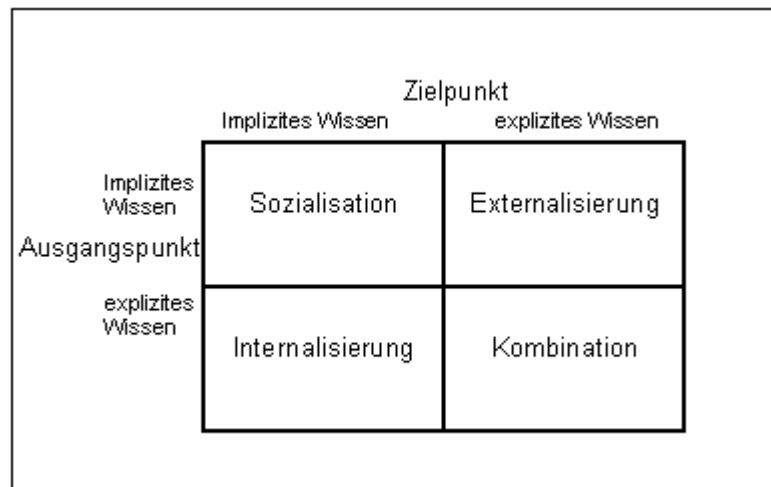 Zielpunkt
Implizites Wissen explizites Wissen
Implizites
Wissen
Sozialisation Externalisierung
Ausgangspunkt
explizites
Wissen
Internalisierung Kombination